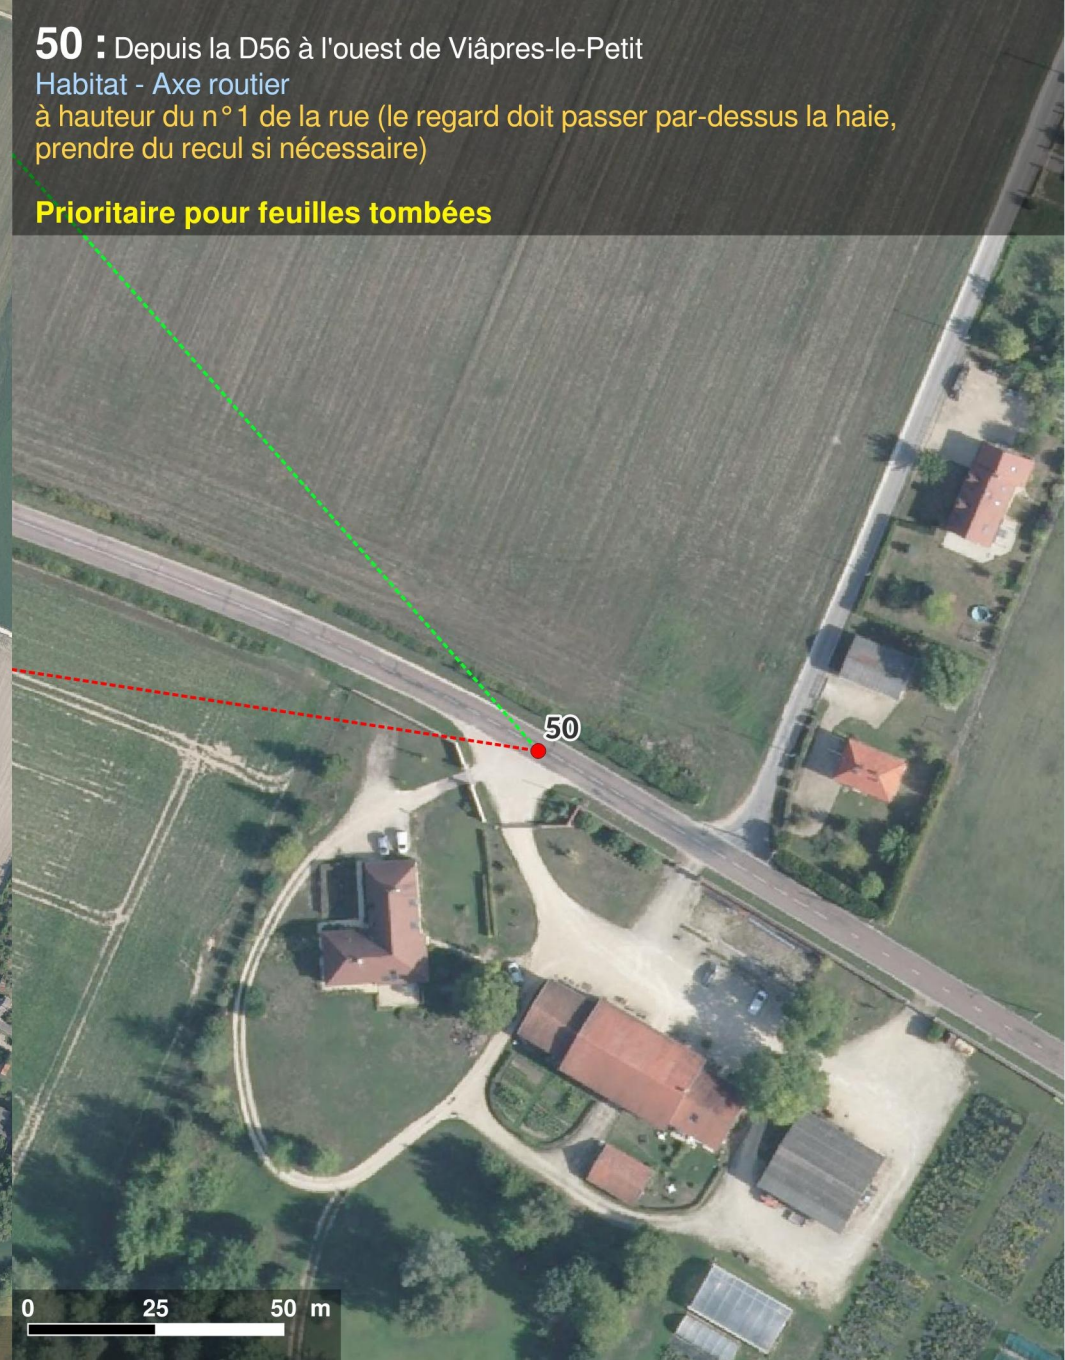 50 : Depuis la D56 à l'ouest de Viâpres-le-Petit
Habitat - Axe routier
à hauteur du n°1 de la rue (le regard doit passer par-dessus la haie,
prendre du recul si nécessaire)
Prioritaire pour feuilles tombées
50
0 25 50 m